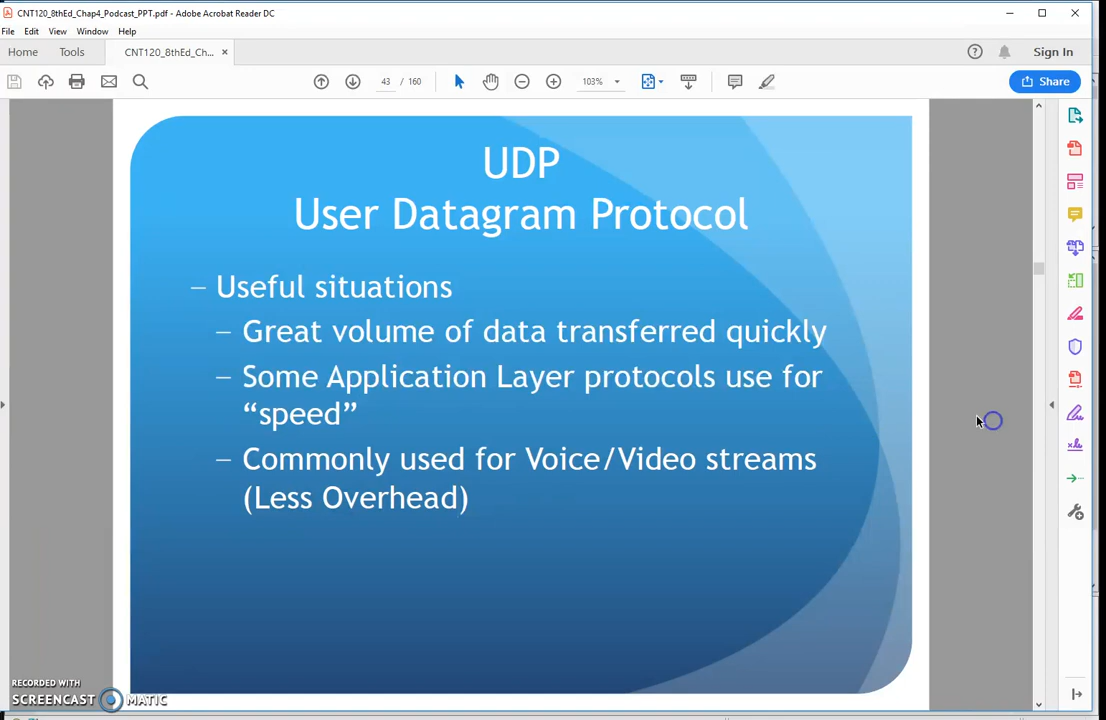 CNT120_8thEd_Chap4_Podcast_PPT.pdf - Adobe Acrobat Reader DC
File Edit View Window Help
Home Tools CNT120_8thEd_Ch... × Sign In
43 / 160 103% Share
UDP
User Datagram Protocol
– Useful situations
– Great volume of data transferred quickly
– Some Application Layer protocols use for
“speed”
– Commonly used for Voice/Video streams
(Less Overhead)
RECORDED WITH
SCREENCAST MATIC